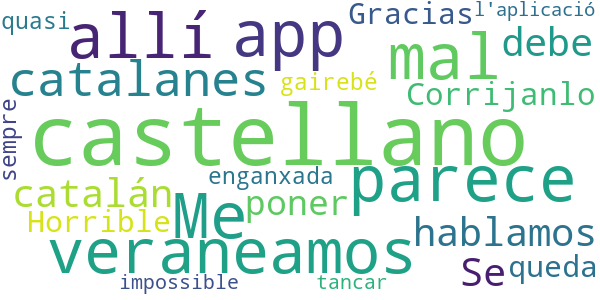 quasi allí app Gracias l'aplicació
catalanes mal debe
gairebé Corrijanlo
sempre castellano
catalán enganxada parece
Horrible Me poner hablamos
veraneamos Se queda
impossible tancar